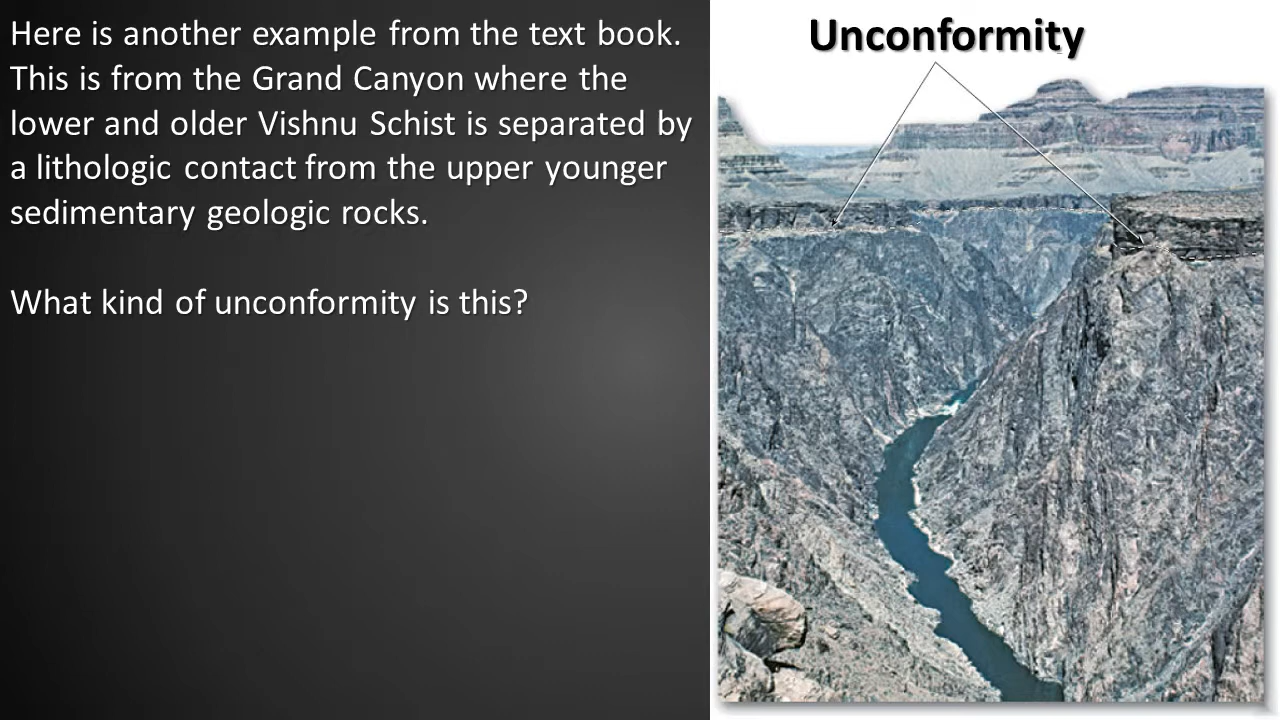 Here is another example from the text book.
This is from the Grand Canyon where the
lower and older Vishnu Schist is separated by
a lithologic contact from the upper younger
sedimentary geologic rocks.
What kind of unconformity is this?
Unconformity